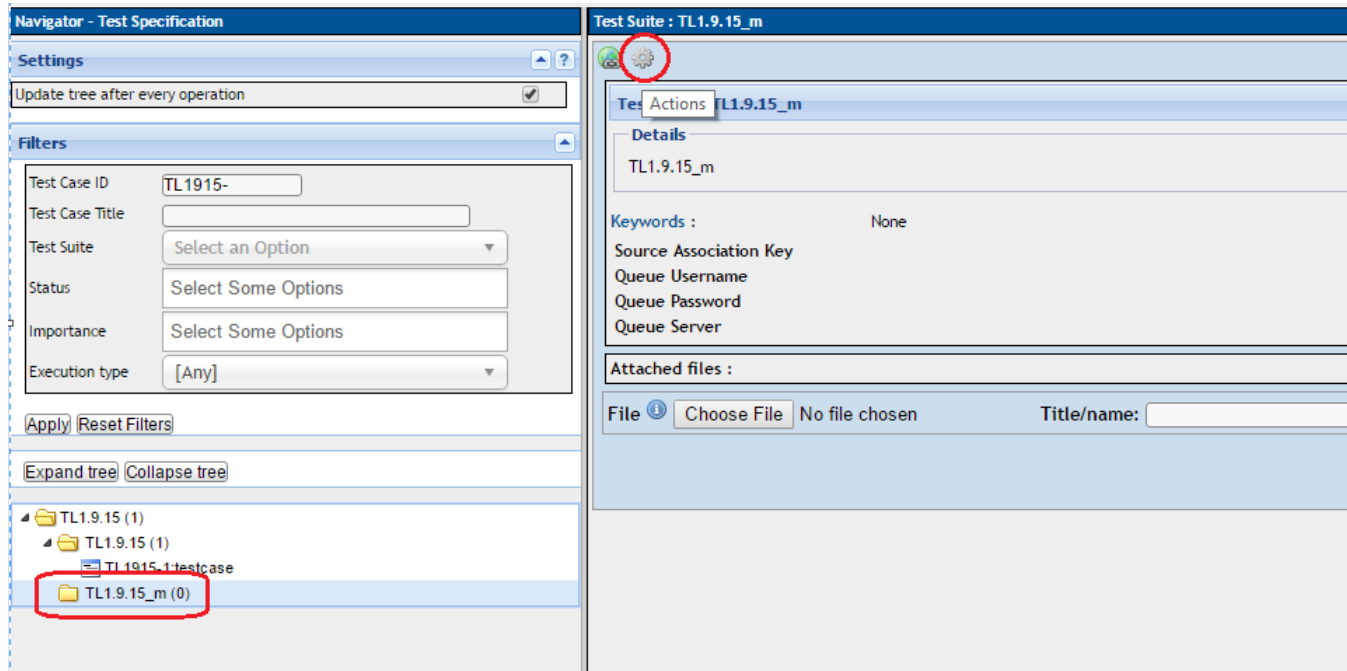 Navigator - Test Specification
Settings
?
Update tree after every operation
Filters
Test Case ID
TL1915-
Test Case Title
Test Suite
Select an Option
Status
Select Some Options
Importance
Select Some Options
Execution type
[Any]
Apply Reset Filters
Expand tree Collapse tree
TL1.9.15 (1)
TL1.9.15 (1)
TL1915-1:testcase
TL1.9.15_m (0)
Test Suite : TL1.9.15_m
Actions
TL1.9.15_m
Details
TL1.9.15_m
Keywords : None
Source Association Key
Queue Username
Queue Password
Queue Server
Attached files :
File Choose File No file chosen Title/name: